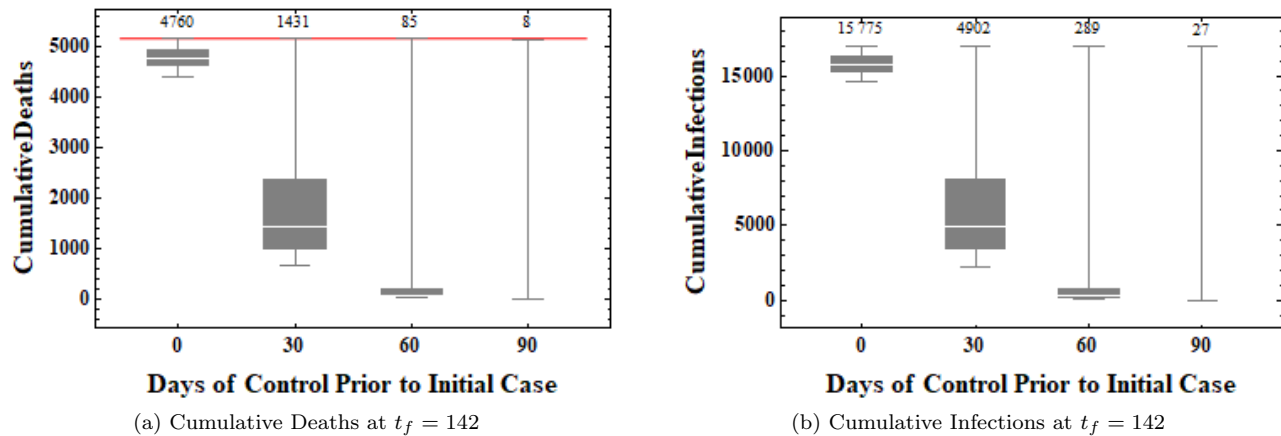 4760 1431 85 8
5000
4000
3000
2000
1000
0
CumulativeDeaths
0 30 60 90
Days of Control Prior to Initial Case
(a) Cumulative Deaths at t_f = 142
15 775 4902 289 27
15000
10000
5000
0
CumulativeInfections
0 30 60 90
Days of Control Prior to Initial Case
(b) Cumulative Infections at t_f = 142